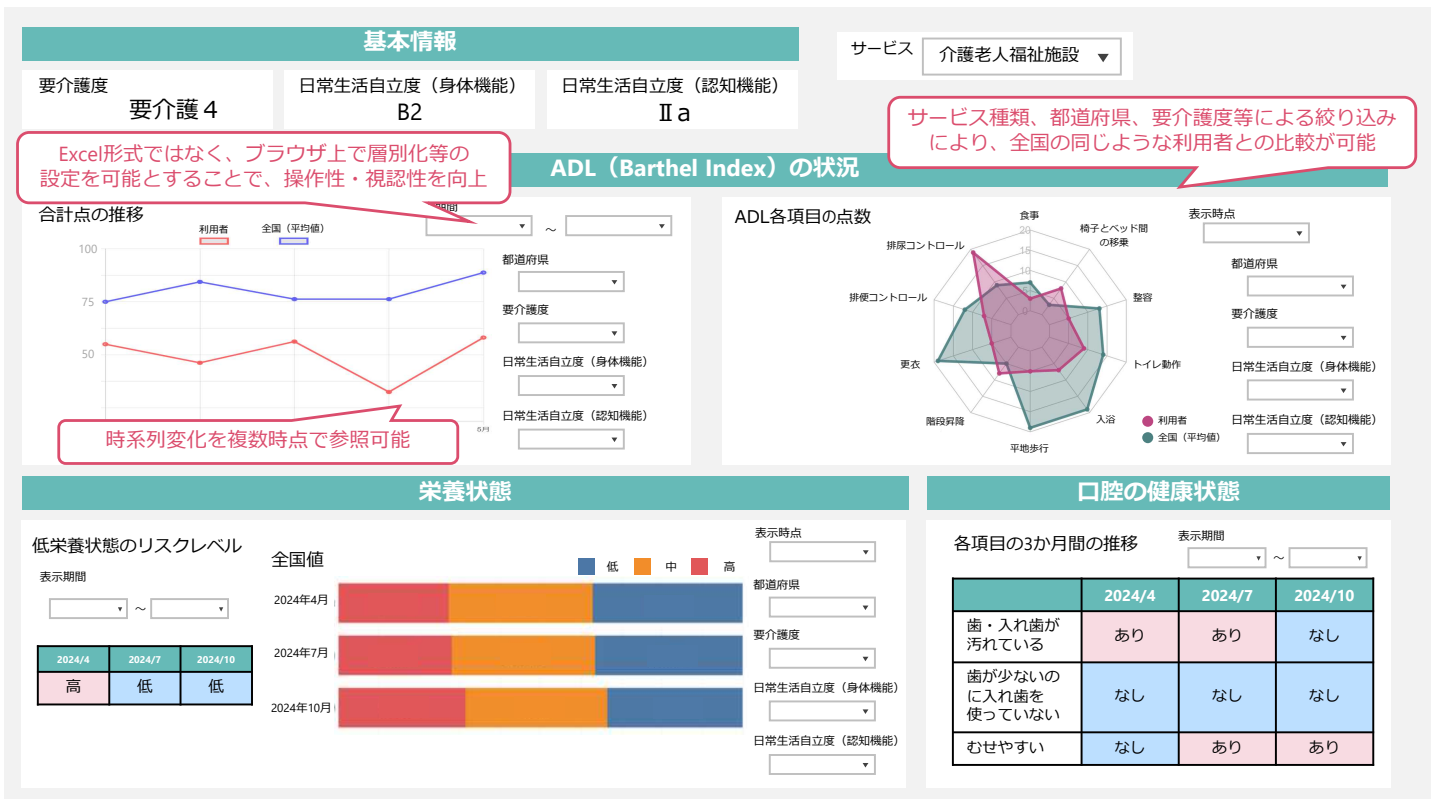 基本情報
サービス
介護老人福祉施設
要介護度
要介護４
日常生活自立度（身体機能）
B2
日常生活自立度（認知機能）
Ⅱａ
サービス種類、都道府県、要介護度等による絞り込み
により、全国の同じような利用者との比較が可能
Excel形式ではなく、ブラウザ上で層別化等の
設定を可能とすることで、操作性・視認性を向上
ADL（Barthel Index）の状況
合計点の推移
期間
～
利用者
全国（平均値）
100
75
50
5月
都道府県
要介護度
日常生活自立度（身体機能）
日常生活自立度（認知機能）
時系列変化を複数時点で参照可能
ADL各項目の点数
食事
椅子とベッド間
の移乗
整容
トイレ動作
入浴
平地歩行
階段昇降
更衣
排便コントロール
排尿コントロール
20
15
10
5
0
利用者
全国（平均値）
表示時点
都道府県
要介護度
日常生活自立度（身体機能）
日常生活自立度（認知機能）
栄養状態
低栄養状態のリスクレベル
表示期間
～
2024/4 2024/7 2024/10
高 低 低
全国値
低 中 高
2024年4月
2024年7月
2024年10月
表示時点
都道府県
要介護度
日常生活自立度（身体機能）
日常生活自立度（認知機能）
口腔の健康状態
各項目の3か月間の推移
表示期間
～
2024/4 2024/7 2024/10
歯・入れ歯が
汚れている
あり あり なし
歯が少ないの
に入れ歯を
使っていない
なし なし なし
むせやすい なし あり あり